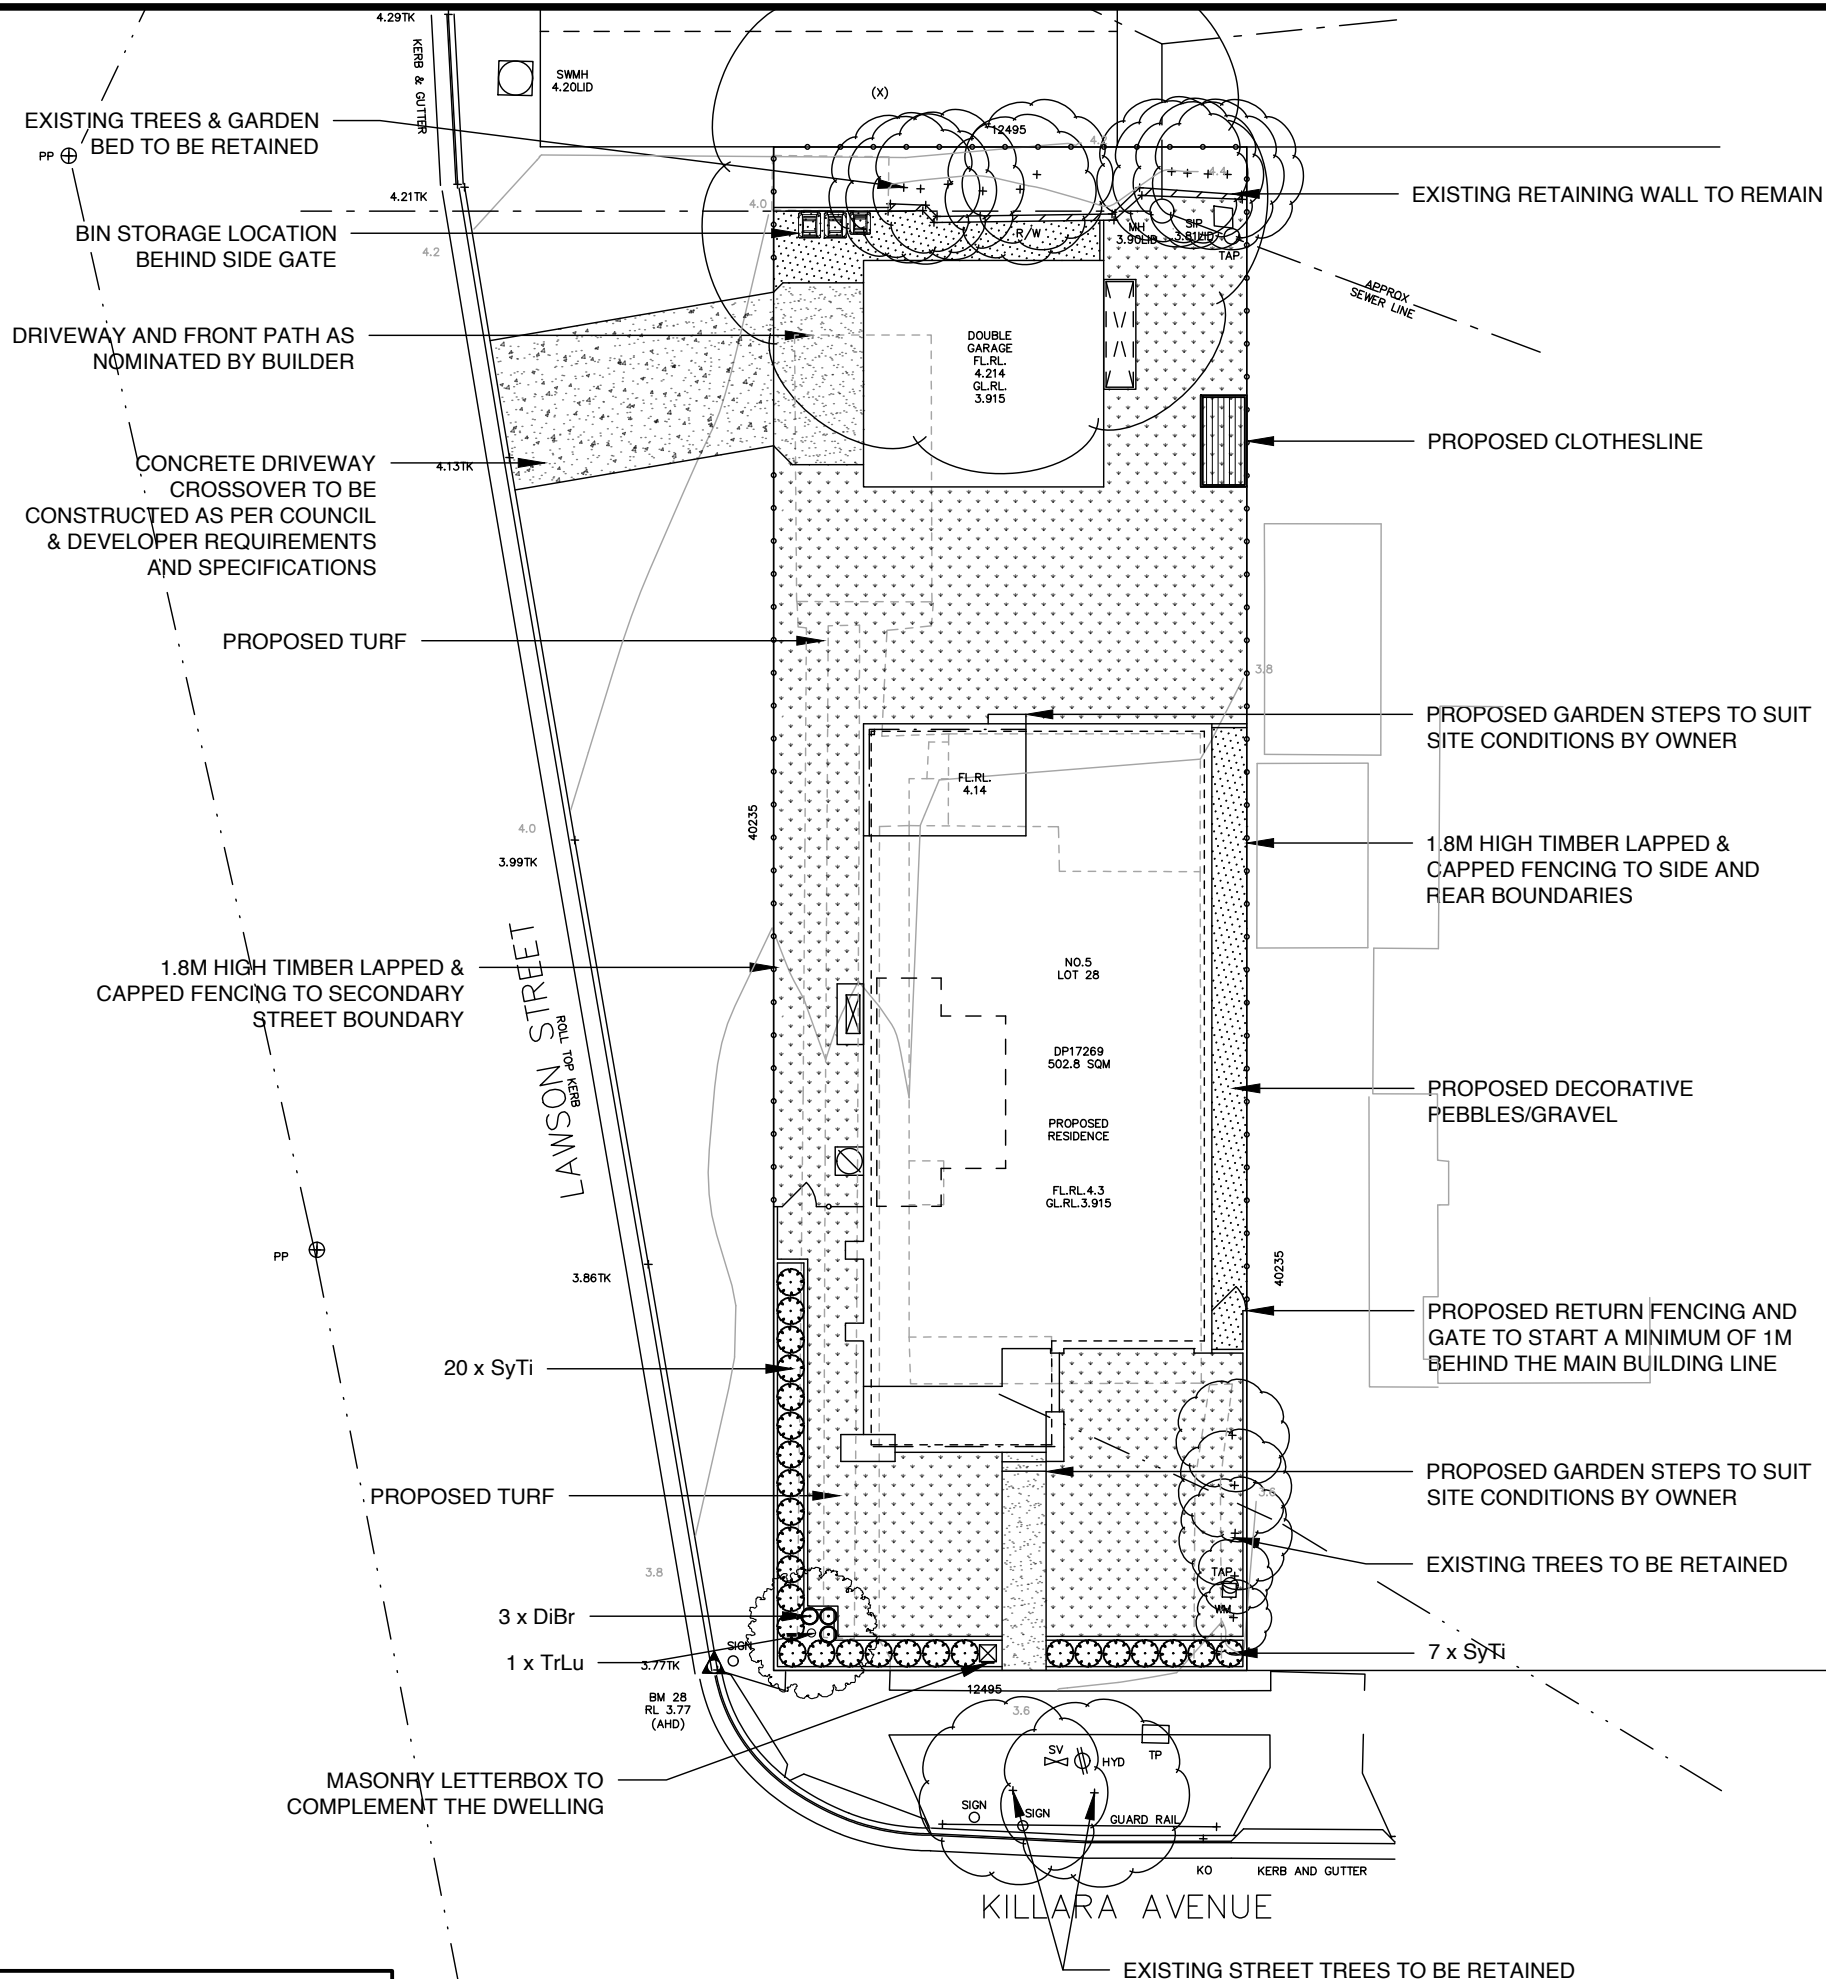 4.29TK
KERB & GUTTER
SWMH
4.20LID
(X)
EXISTING TREES & GARDEN
BED TO BE RETAINED
PP
12495
4.2
4.4
4.21TK
4.0
EXISTING RETAINING WALL TO REMAIN
BIN STORAGE LOCATION
BEHIND SIDE GATE
4.2
R/W
MH
3.90LID
SIP
3.81LID
TAP
APPROX
SEWER LINE
DRIVEWAY AND FRONT PATH AS
NOMINATED BY BUILDER
DOUBLE
GARAGE
FL.RL.
4.214
GL.RL.
3.915
PROPOSED CLOTHESLINE
CONCRETE DRIVEWAY
CROSSOVER TO BE
CONSTRUCTED AS PER COUNCIL
& DEVELOPER REQUIREMENTS
AND SPECIFICATIONS
4.13TK
PROPOSED TURF
3.8
PROPOSED GARDEN STEPS TO SUIT
SITE CONDITIONS BY OWNER
FL.RL.
4.14
4.0
3.99TK
40235
1.8M HIGH TIMBER LAPPED &
CAPPED FENCING TO SIDE AND
REAR BOUNDARIES
1.8M HIGH TIMBER LAPPED &
CAPPED FENCING TO SECONDARY
STREET BOUNDARY
LAWSON STREET
ROLL TOP KERB
NO.5
LOT 28
DP17269
502.8 SQM
PROPOSED
RESIDENCE
FL.RL.4.3
GL.RL.3.915
PROPOSED DECORATIVE
PEBBLES/GRAVEL
PP
3.86TK
40235
PROPOSED RETURN FENCING AND
GATE TO START A MINIMUM OF 1M
BEHIND THE MAIN BUILDING LINE
20 x SyTi
PROPOSED TURF
PROPOSED GARDEN STEPS TO SUIT
SITE CONDITIONS BY OWNER
3.6
EXISTING TREES TO BE RETAINED
3.8
TAP
WM
3 x DiBr
1 x TrLu
SIGN
3.77TK
7 x SyTi
BM 28
RL 3.77
(AHD)
12495
3.6
MASONRY LETTERBOX TO
COMPLEMENT THE DWELLING
SV
HYD
TP
SIGN
SIGN
GUARD RAIL
KO
KERB AND GUTTER
KILLARA AVENUE
EXISTING STREET TREES TO BE RETAINED